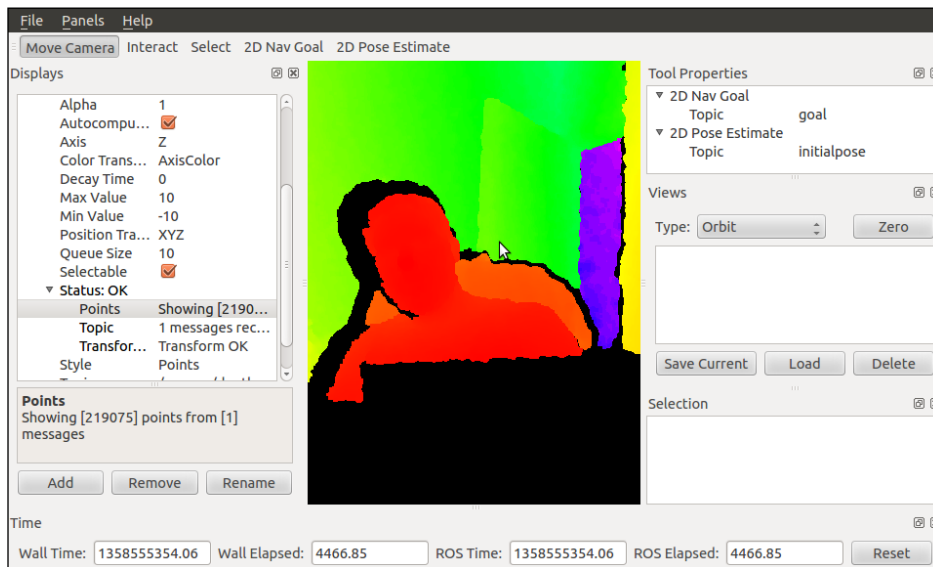 File Panels Help
Move Camera Interact Select 2D Nav Goal 2D Pose Estimate
Displays
Alpha 1
Autocompu...
Axis Z
Color Trans... AxisColor
Decay Time 0
Max Value 10
Min Value -10
Position Tra... XYZ
Queue Size 10
Selectable
Status: OK
Points Showing [2190...
Topic 1 messages rec...
Transfor... Transform OK
Style Points
Points
Showing [219075] points from [1]
messages
Add Remove Rename
Tool Properties
2D Nav Goal
Topic goal
2D Pose Estimate
Topic initialpose
Views
Type: Orbit Zero
Save Current Load Delete
Selection
Time
Wall Time: 1358555354.06 Wall Elapsed: 4466.85 ROS Time: 1358555354.06 ROS Elapsed: 4466.85 Reset